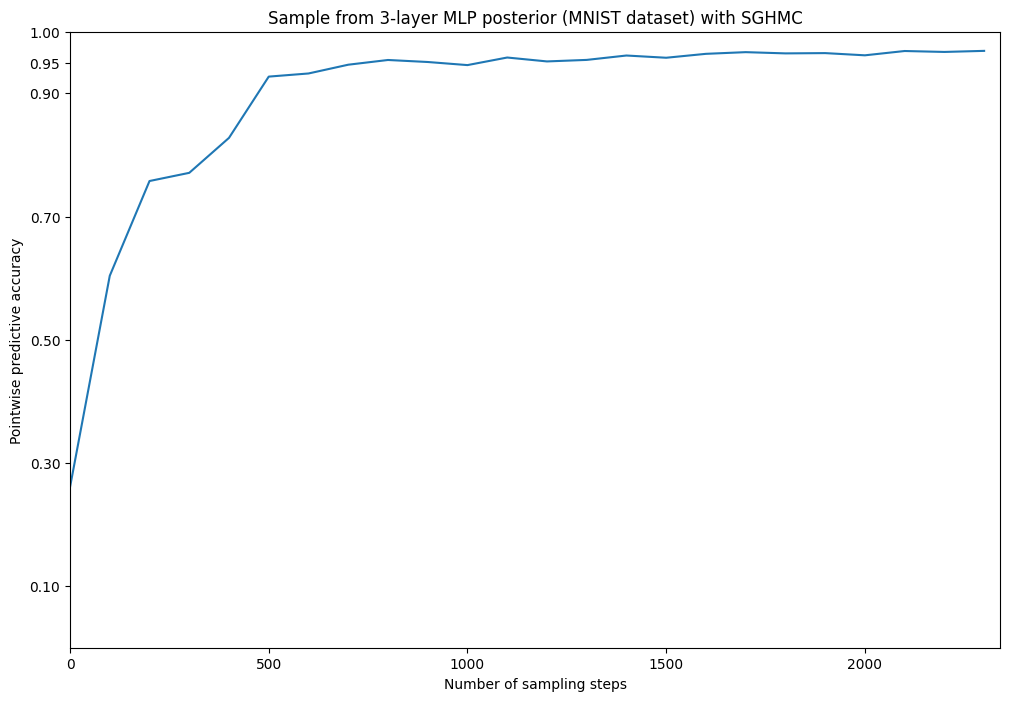 Sample from 3-layer MLP posterior (MNIST dataset) with SGHMC
1.00
0.95
0.90
0.70
0.50
0.30
0.10
Pointwise predictive accuracy
0 500 1000 1500 2000
Number of sampling steps